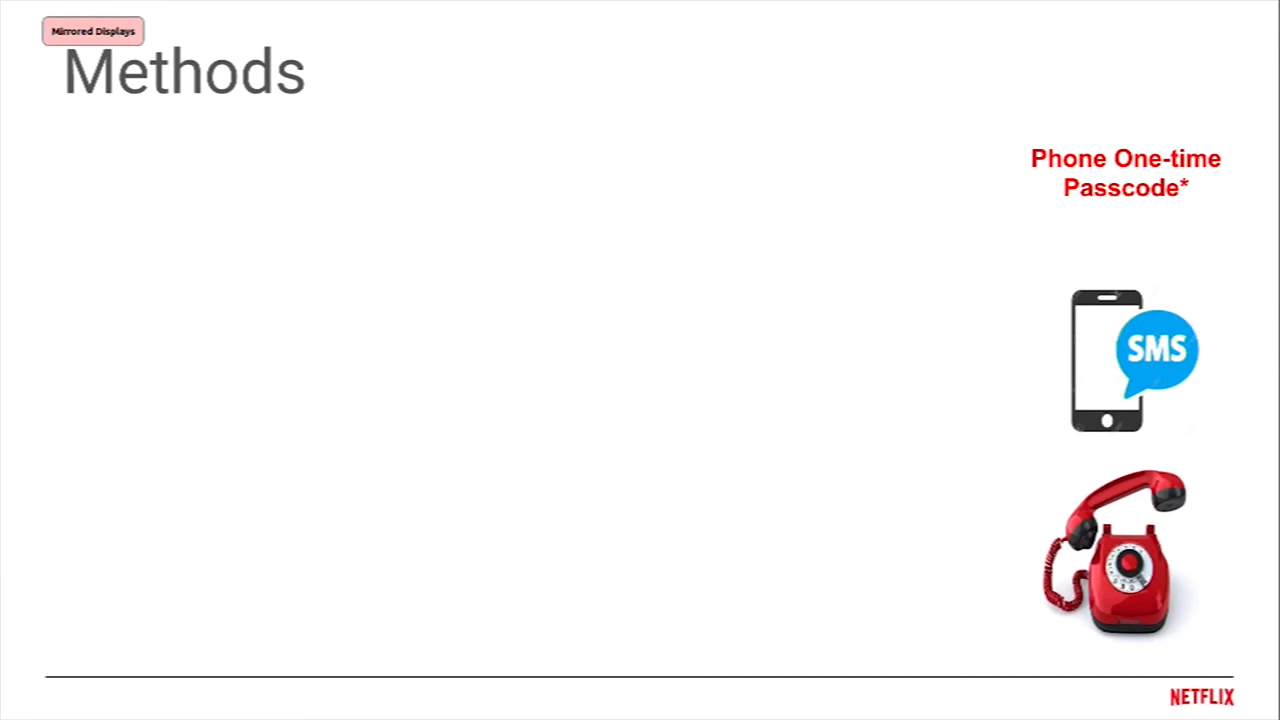 Mirrored Displays
Methods
Phone One-time
Passcode*
SMS
NETFLIX